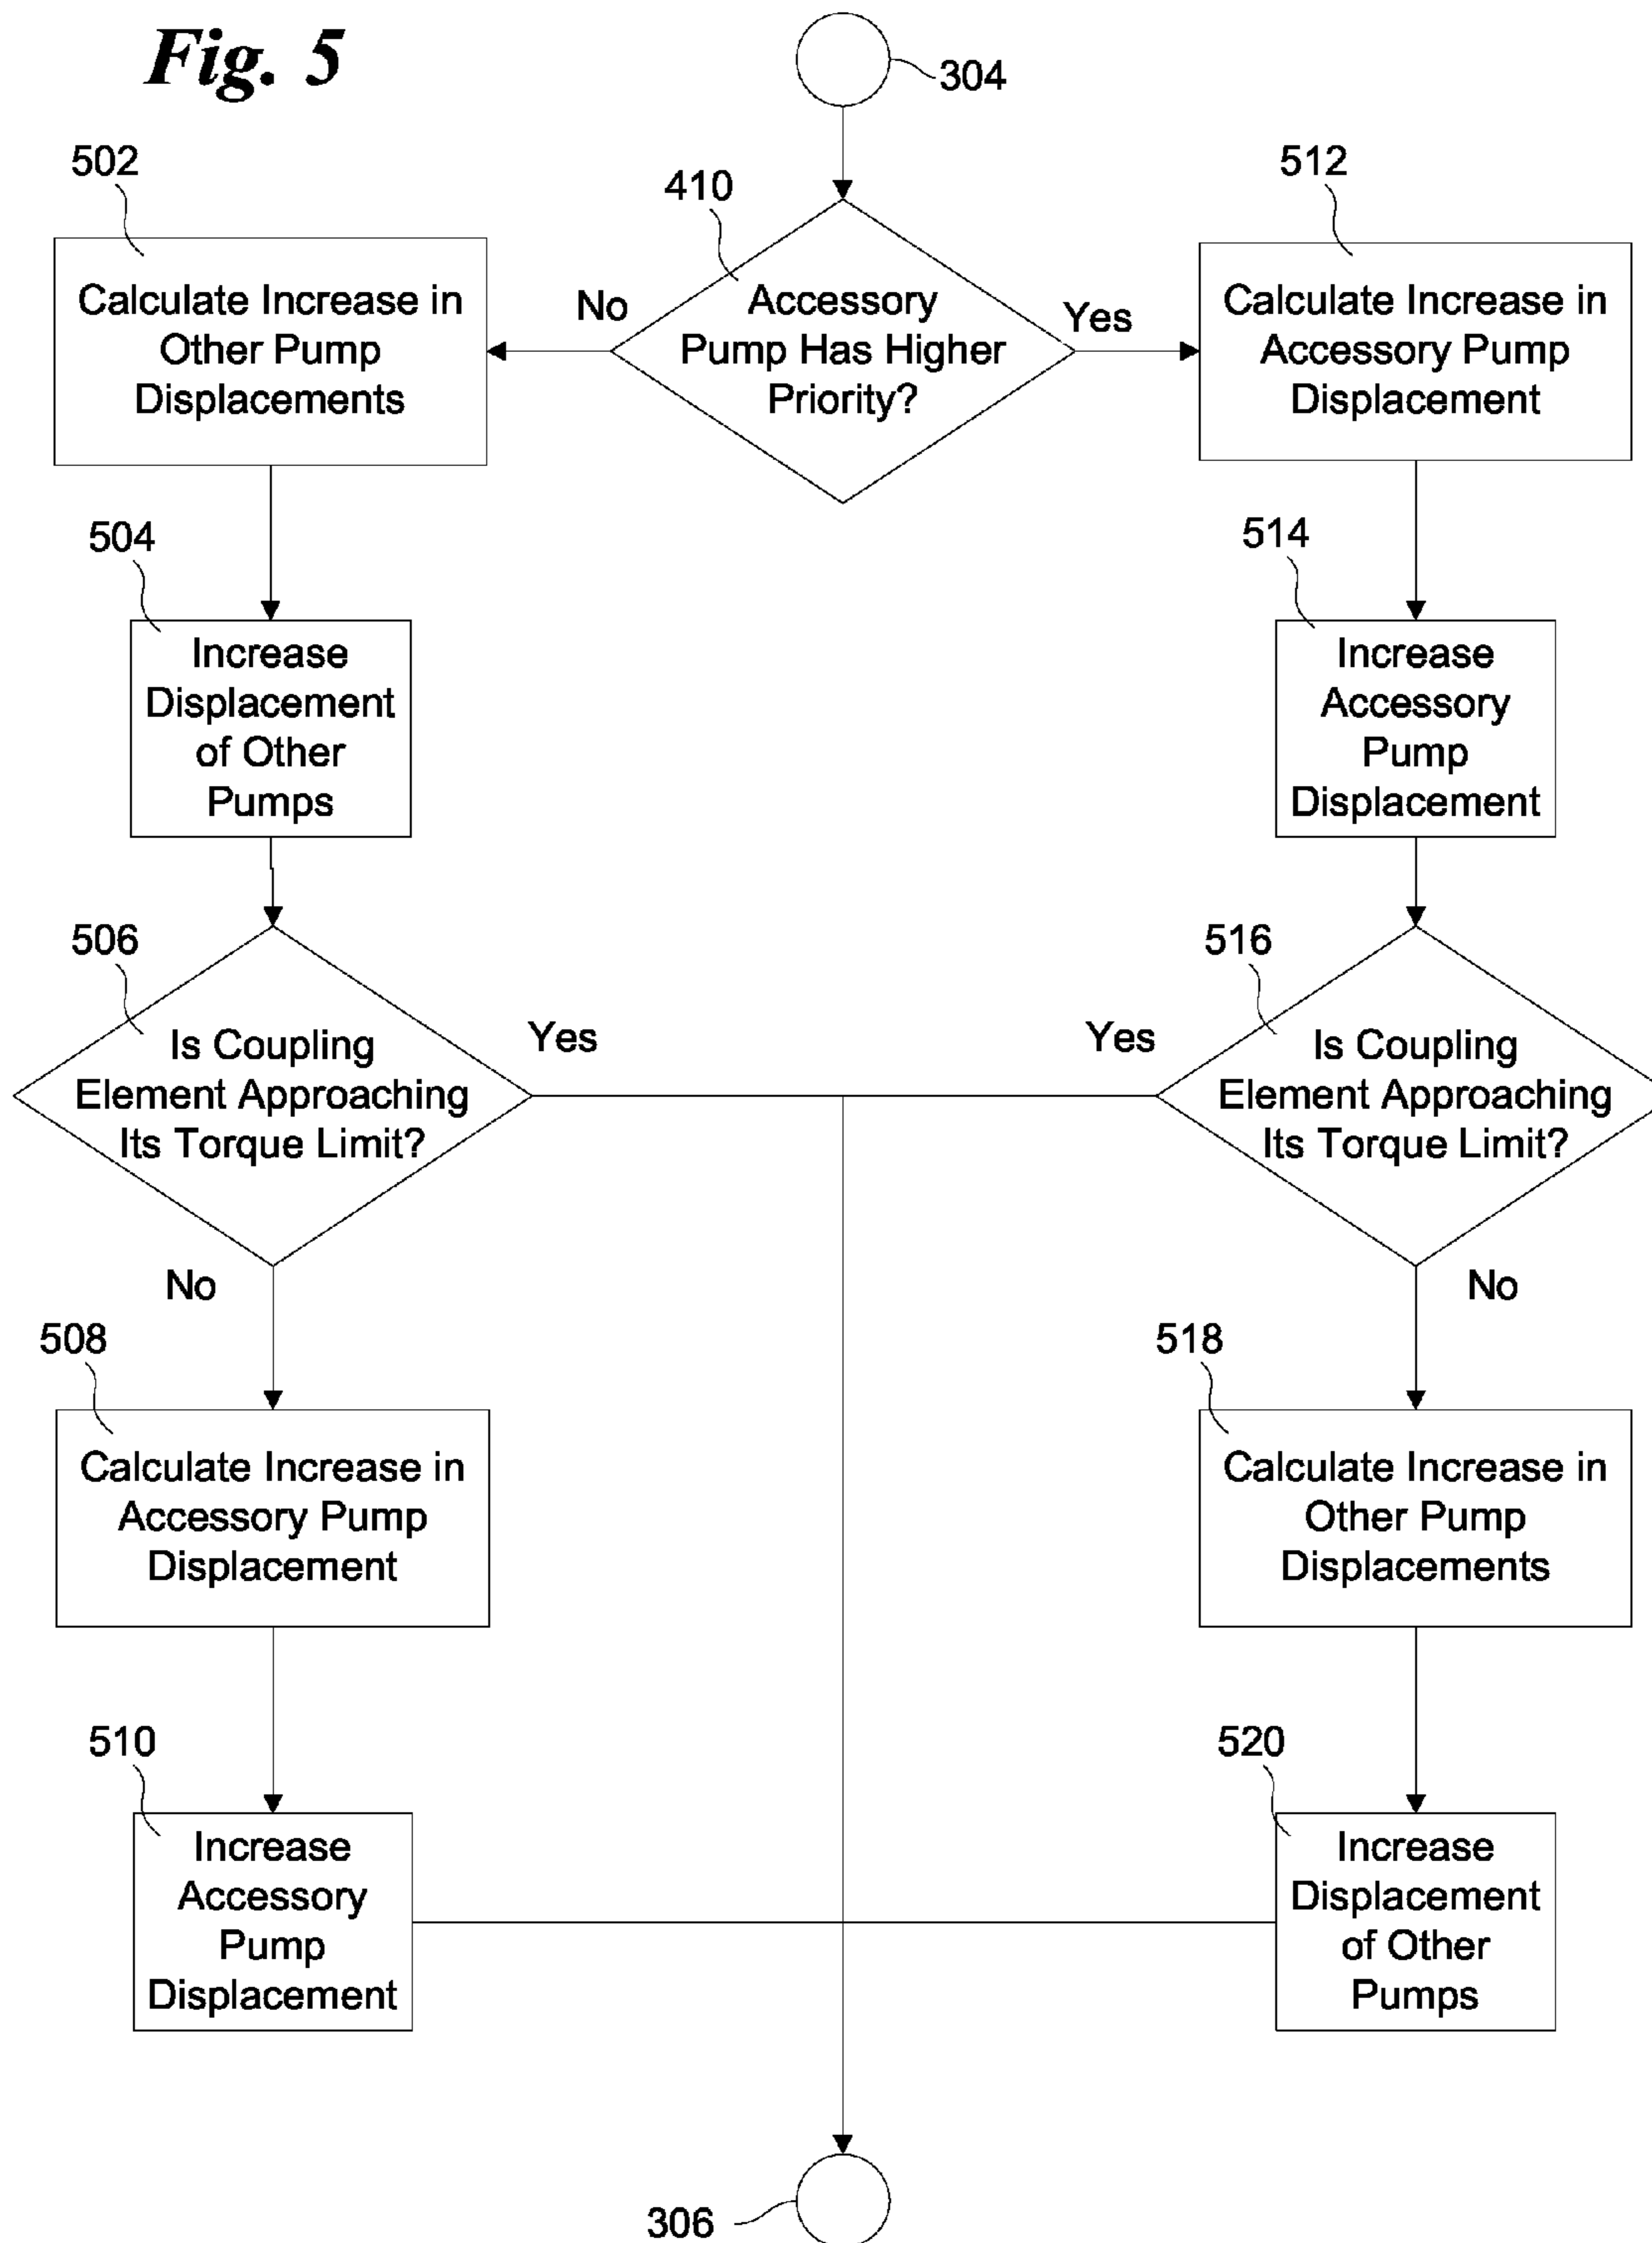 Fig. 5
304
502
410
512
Calculate Increase in
Other Pump
Displacements
No
Accessory
Pump Has Higher
Priority?
Yes
Calculate Increase in
Accessory Pump
Displacement
504
Increase
Displacement
of Other
Pumps
514
Increase
Accessory
Pump
Displacement
506
Is Coupling
Element Approaching
Its Torque Limit?
Yes
Yes
516
Is Coupling
Element Approaching
Its Torque Limit?
No
No
508
Calculate Increase in
Accessory Pump
Displacement
518
Calculate Increase in
Other Pump
Displacements
510
Increase
Accessory
Pump
Displacement
520
Increase
Displacement
of Other
Pumps
306